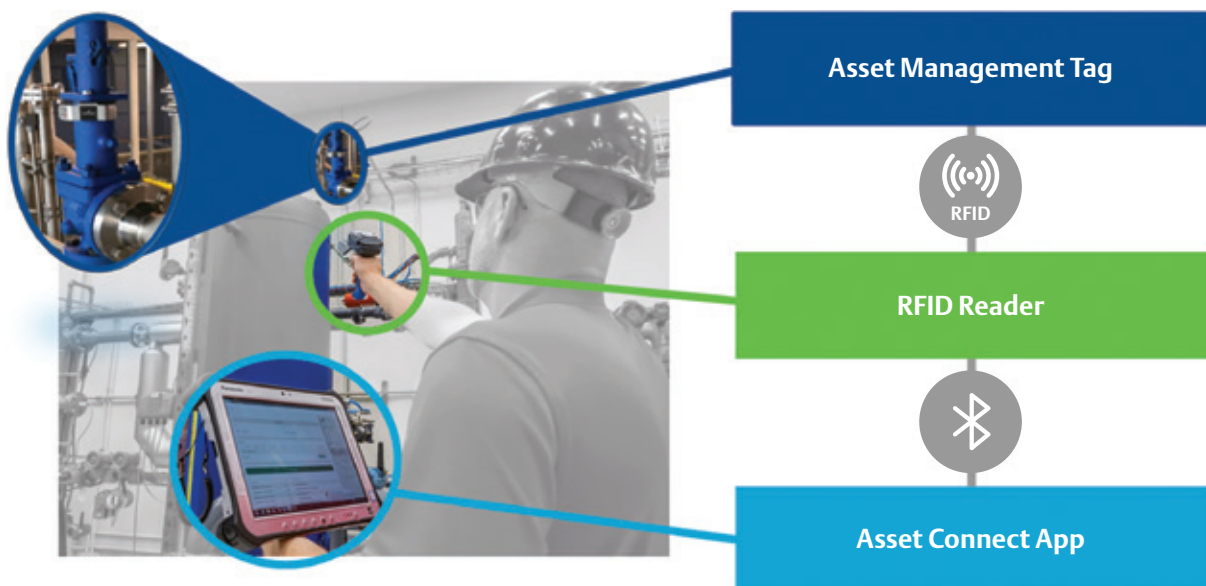 Asset Management Tag
RFID
RFID Reader
Asset Connect App